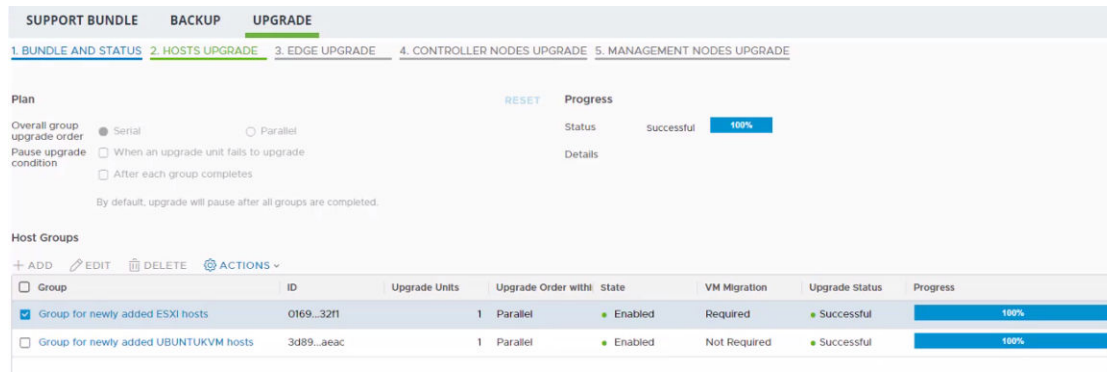 SUPPORT BUNDLE BACKUP UPGRADE
1. BUNDLE AND STATUS 2. HOSTS UPGRADE 3. EDGE UPGRADE 4. CONTROLLER NODES UPGRADE 5. MANAGEMENT NODES UPGRADE
Plan RESET Progress
Overall group upgrade order Serial Parallel
Status Successful 100%
Pause upgrade condition When an upgrade unit fails to upgrade
Details
After each group completes
By default, upgrade will pause after all groups are completed.
Host Groups
+ ADD EDIT DELETE ACTIONS
Group ID Upgrade Units Upgrade Order withi State VM Migration Upgrade Status Progress
Group for newly added ESXI hosts 0169...32f1 1 Parallel Enabled Required Successful 100%
Group for newly added UBUNTUKVM hosts 3d89...aeac 1 Parallel Enabled Not Required Successful 100%